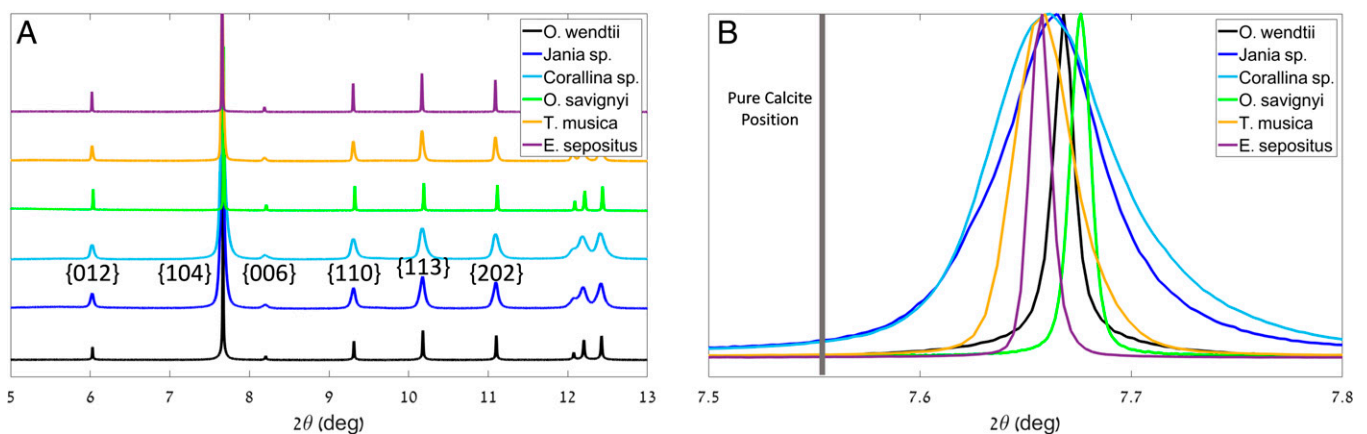 A
O. wendtii
Jania sp.
Corallina sp.
O. savignyi
T. musica
E. sepositus
{012} {104} {006} {110} {113} {202}
5 6 7 8 9 10 11 12 13
2θ (deg)
B
Pure Calcite
Position
O. wendtii
Jania sp.
Corallina sp.
O. savignyi
T. musica
E. sepositus
7.5 7.6 7.7 7.8
2θ (deg)